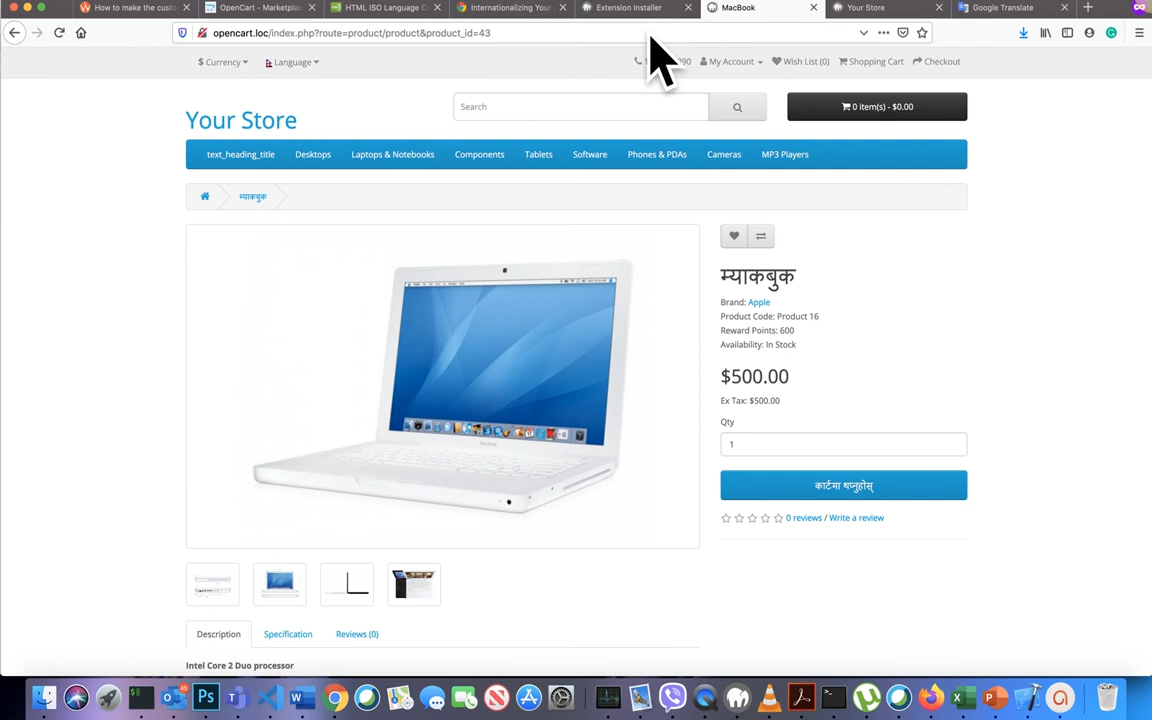 How to make the custo
OpenCart - Marketplac
HTML ISO Language C
Internationalizing Your
Extension Installer
MacBook
Your Store
Google Translate
opencart.loc/index.php?route=product/product&product_id=43
$ Currency
Language
90
My Account
Wish List (0)
Shopping Cart
Checkout
Your Store
Search
0 item(s) - $0.00
text_heading_title
Desktops
Laptops & Notebooks
Components
Tablets
Software
Phones & PDAs
Cameras
MP3 Players
म्याकबुक
म्याकबुक
Brand: Apple
Product Code: Product 16
Reward Points: 600
Availability: In Stock
$500.00
Ex Tax: $500.00
Qty
1
कार्टमा थप्नुहोस्
0 reviews / Write a review
Description
Specification
Reviews (0)
Intel Core 2 Duo processor